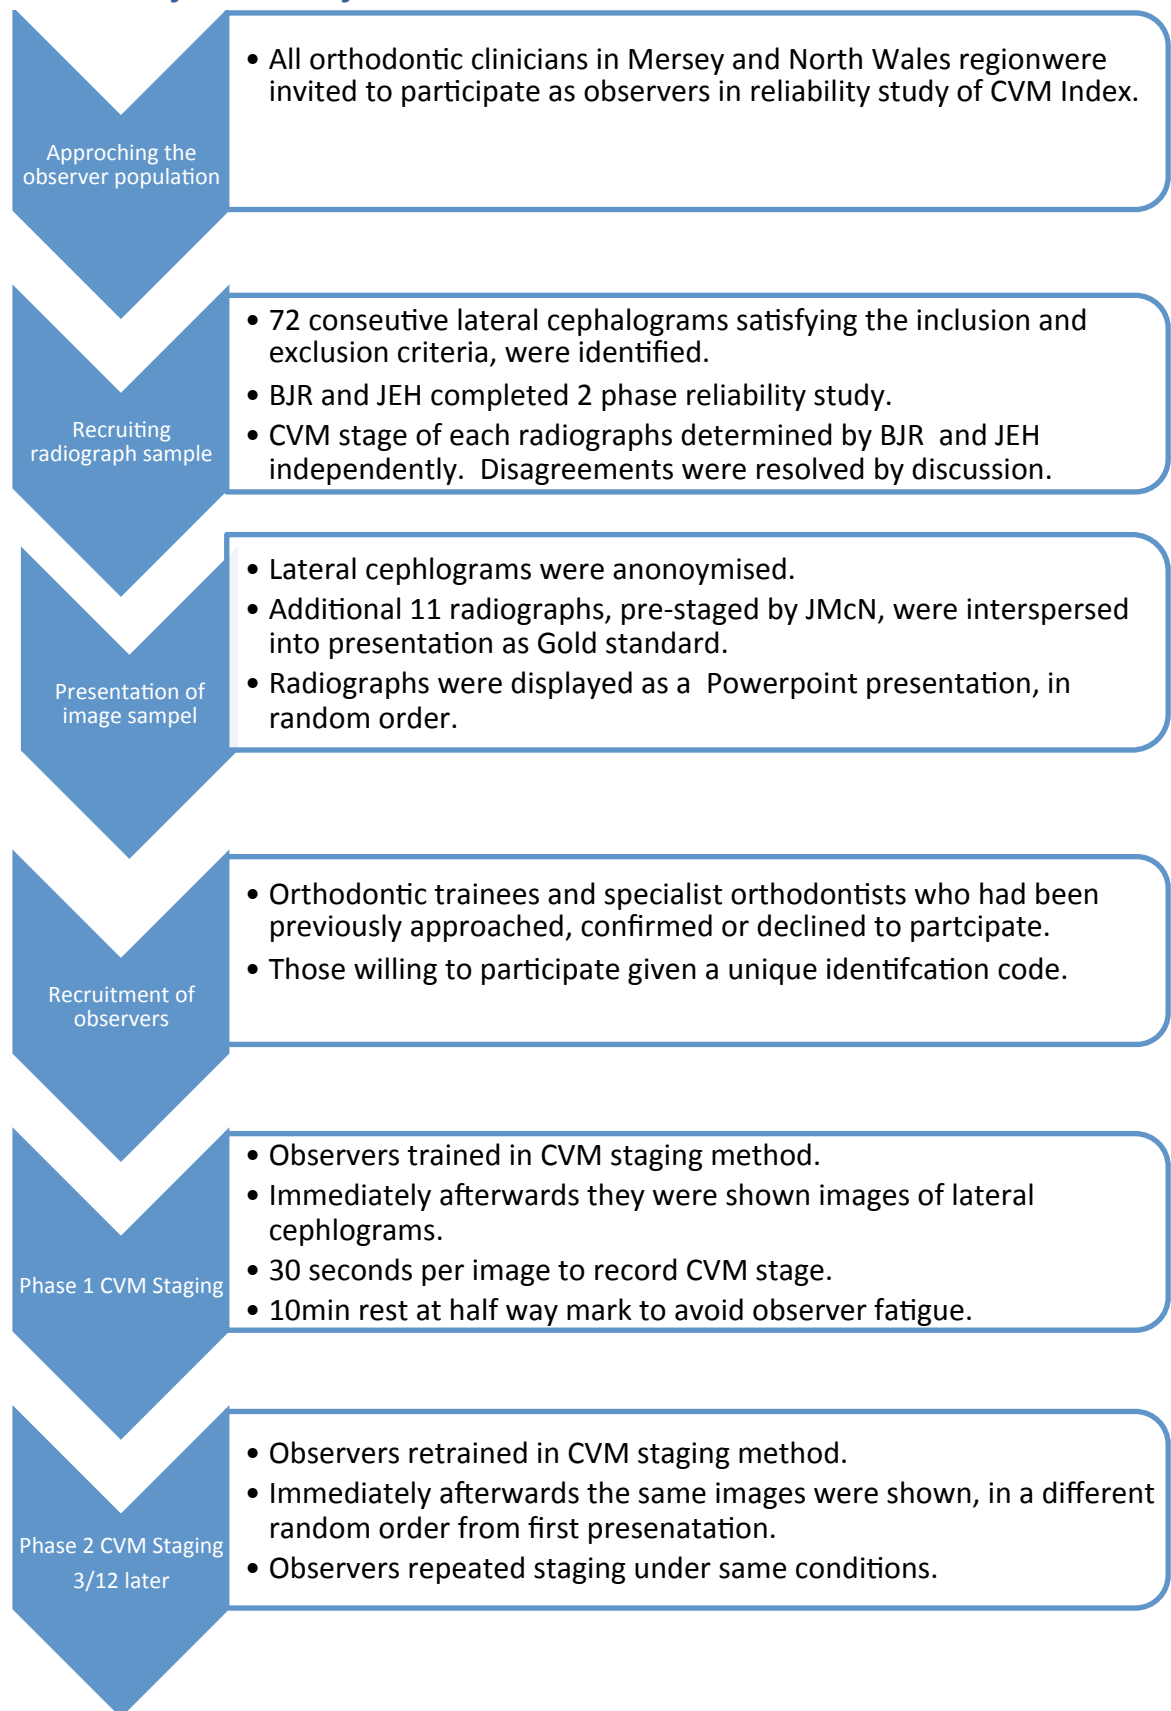 Approching the
observer population
• All orthodontic clinicians in Mersey and North Wales regionwere
invited to participate as observers in reliability study of CVM Index.
Recruiting
radiograph sample
• 72 conseutive lateral cephalograms satisfying the inclusion and
exclusion criteria, were identified.
• BJR and JEH completed 2 phase reliability study.
• CVM stage of each radiographs determined by BJR and JEH
independently. Disagreements were resolved by discussion.
Presentation of
image sampel
• Lateral cephlograms were anonoymised.
• Additional 11 radiographs, pre-staged by JMcN, were interspersed
into presentation as Gold standard.
• Radiographs were displayed as a Powerpoint presentation, in
random order.
Recruitment of
observers
• Orthodontic trainees and specialist orthodontists who had been
previously approached, confirmed or declined to partcipate.
• Those willing to participate given a unique identifcation code.
Phase 1 CVM Staging
• Observers trained in CVM staging method.
• Immediately afterwards they were shown images of lateral
cephlograms.
• 30 seconds per image to record CVM stage.
• 10min rest at half way mark to avoid observer fatigue.
Phase 2 CVM Staging
3/12 later
• Observers retrained in CVM staging method.
• Immediately afterwards the same images were shown, in a different
random order from first presenatation.
• Observers repeated staging under same conditions.